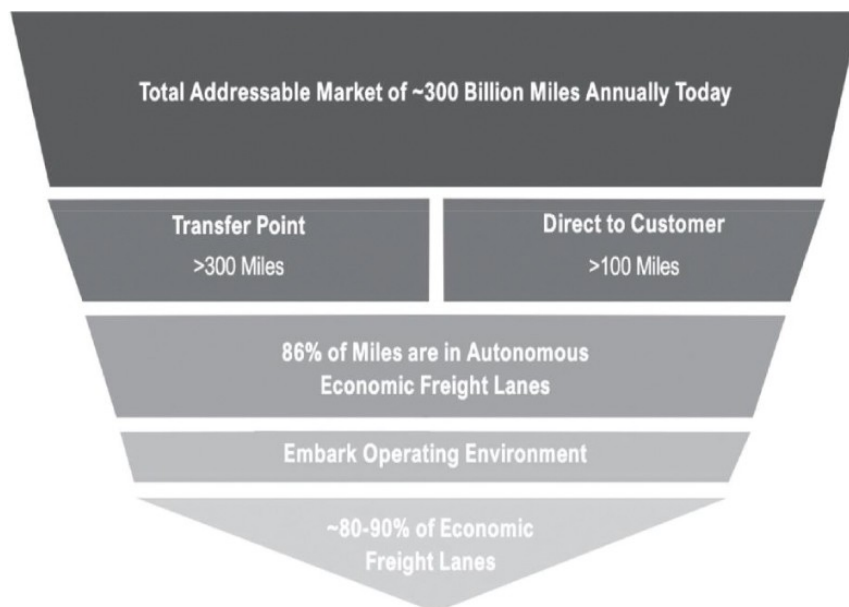 Total Addressable Market of ~300 Billion Miles Annually Today
Transfer Point
>300 Miles
Direct to Customer
>100 Miles
86% of Miles are in Autonomous
Economic Freight Lanes
Embark Operating Environment
~80-90% of Economic
Freight Lanes